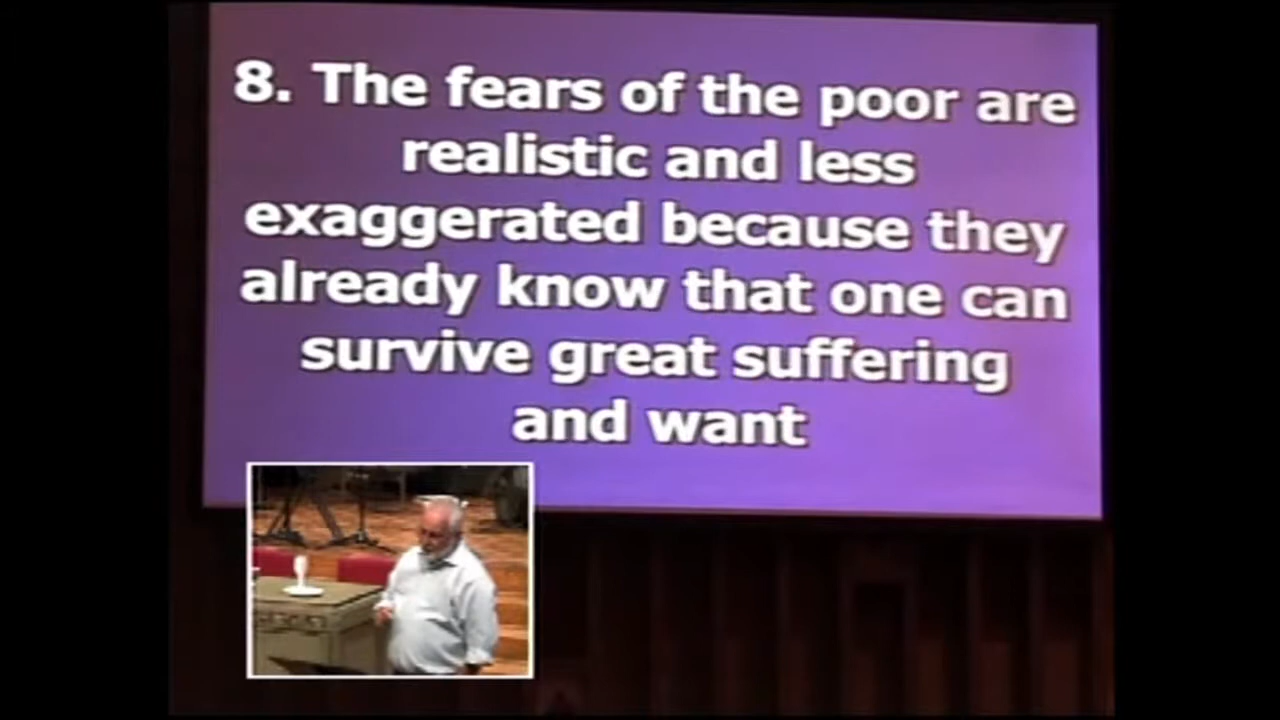 8. The fears of the poor are
realistic and less
exaggerated because they
already know that one can
survive great suffering
and want